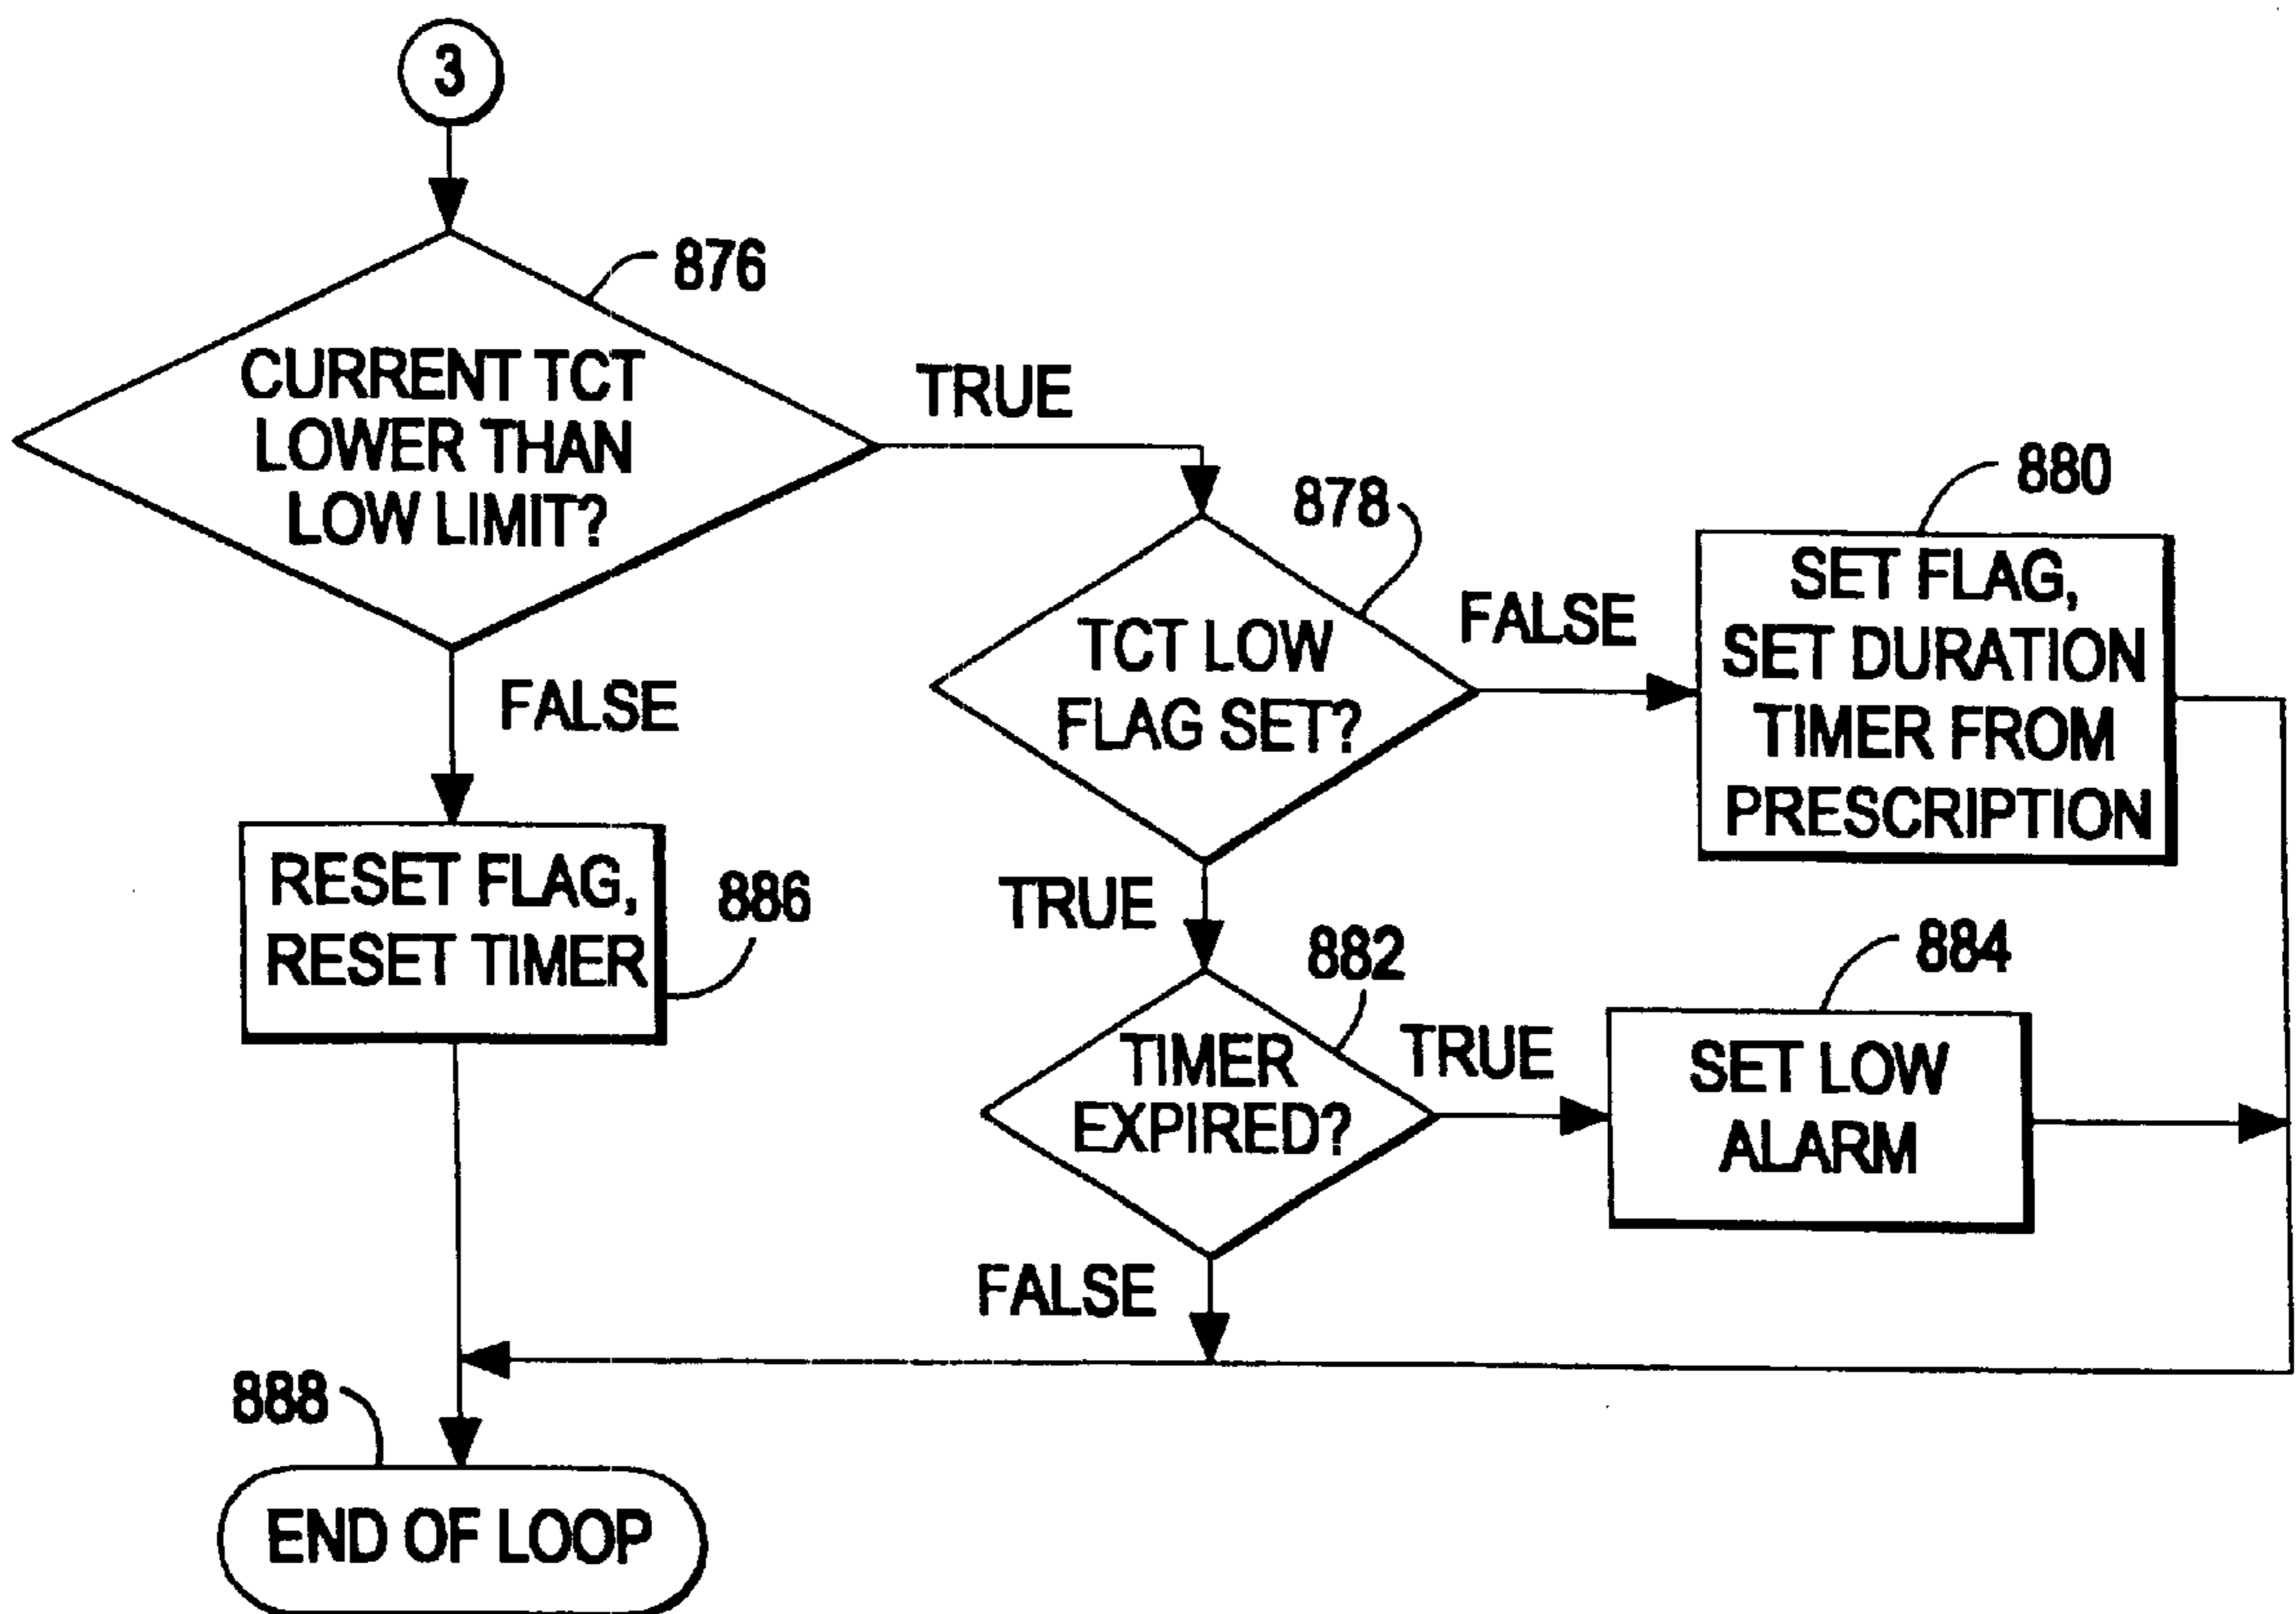 3
876
CURRENT TCT
LOWER THAN
LOW LIMIT?
TRUE
FALSE
878
TCT LOW
FLAG SET?
FALSE
880
SET FLAG,
SET DURATION
TIMER FROM
PRESCRIPTION
TRUE
RESET FLAG,
RESET TIMER
886
882
TIMER
EXPIRED?
TRUE
884
SET LOW
ALARM
FALSE
888
END OF LOOP